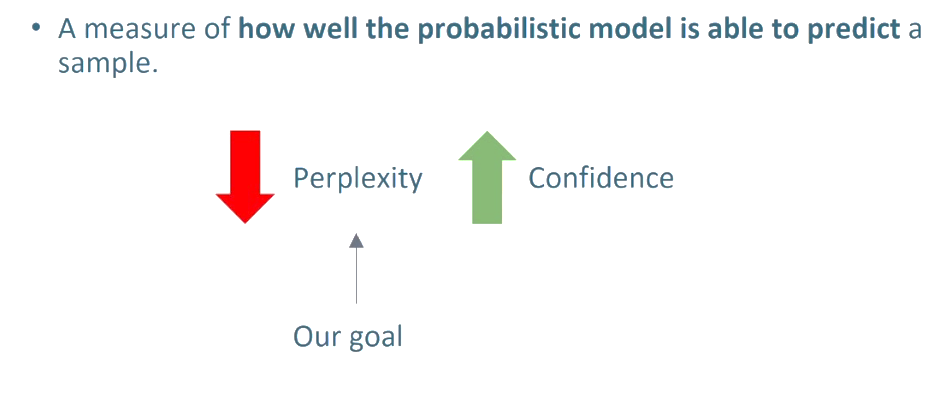 • A measure of how well the probabilistic model is able to predict a
sample.
Perplexity
Confidence
Our goal